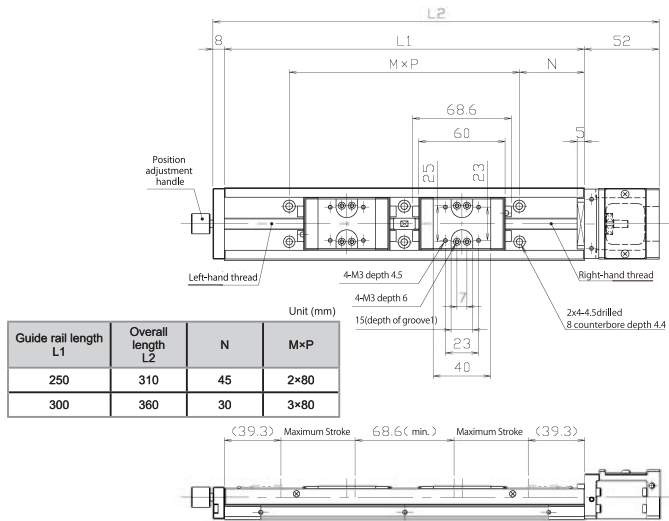 L2
8
L1
52
M×P
N
68.6
60
5
25
23
Position
adjustment
handle
Left-hand thread
Right-hand thread
4-M3 depth 4.5
4-M3 depth 6
7
15(depth of groove1)
2x4-4.5drilled
8 counterbore depth 4.4
23
40
Unit (mm)
Guide rail length L1 | Overall length L2 | N | M×P
250 310 45 2×80
300 360 30 3×80
(39.3) Maximum Stroke 68.6( min.) Maximum Stroke (39.3)